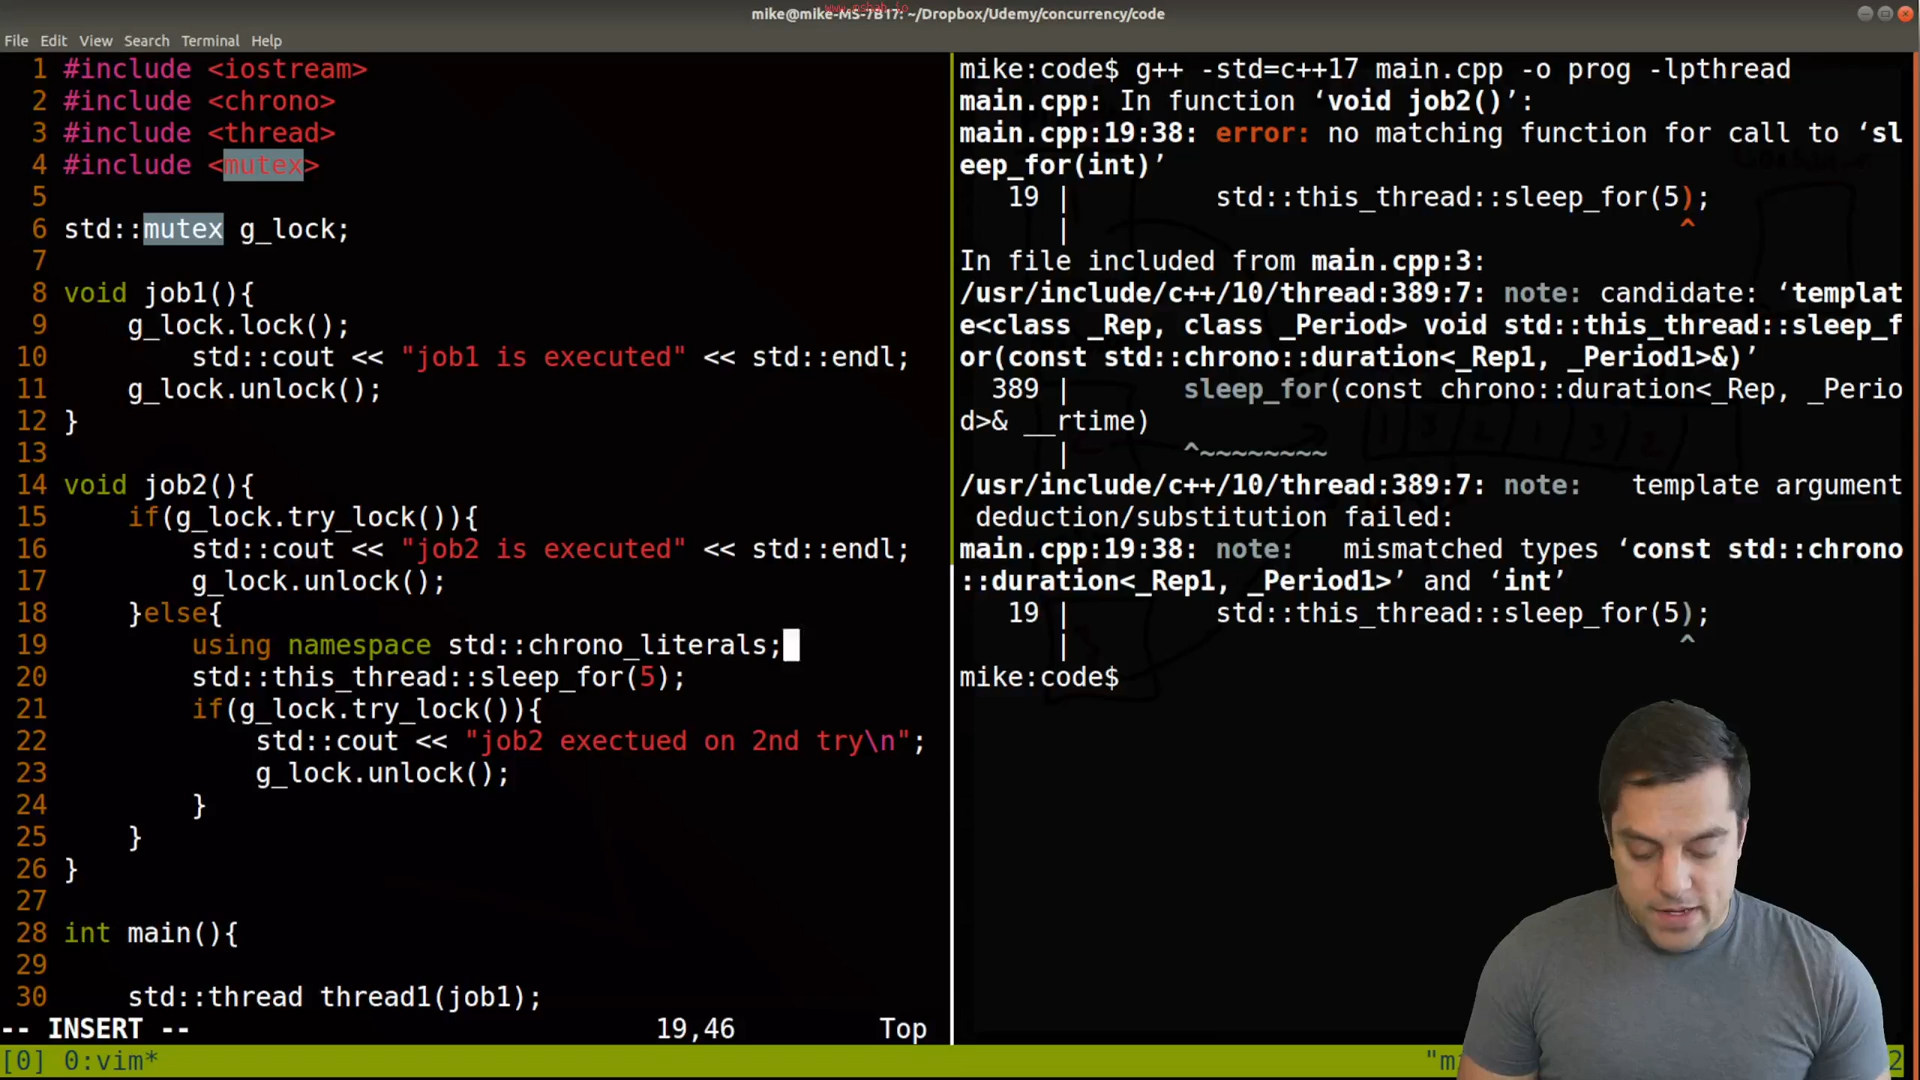 www.mshah.io
mike@mike-MS-7B17: ~/Dropbox/Udemy/concurrency/code
File Edit View Search Terminal Help
1 #include <iostream>
2 #include <chrono>
3 #include <thread>
4 #include <mutex>
5
6 std::mutex g_lock;
7
8 void job1(){
9 g_lock.lock();
10 std::cout << "job1 is executed" << std::endl;
11 g_lock.unlock();
12 }
13
14 void job2(){
15 if(g_lock.try_lock()){
16 std::cout << "job2 is executed" << std::endl;
17 g_lock.unlock();
18 }else{
19 using namespace std::chrono_literals;
20 std::this_thread::sleep_for(5);
21 if(g_lock.try_lock()){
22 std::cout << "job2 exectued on 2nd try\n";
23 g_lock.unlock();
24 }
25 }
26 }
27
28 int main(){
29
30 std::thread thread1(job1);
-- INSERT -- 19,46 Top
mike:code$ g++ -std=c++17 main.cpp -o prog -lpthread
main.cpp: In function ‘void job2()’:
main.cpp:19:38: error: no matching function for call to ‘sl
eep_for(int)’
19 | std::this_thread::sleep_for(5);
| ^
In file included from main.cpp:3:
/usr/include/c++/10/thread:389:7: note: candidate: ‘templat
e<class _Rep, class _Period> void std::this_thread::sleep_f
or(const std::chrono::duration<_Rep1, _Period1>&)’
389 | sleep_for(const chrono::duration<_Rep, _Perio
d>& __rtime)
| ^~~~~~~~~
/usr/include/c++/10/thread:389:7: note: template argument
deduction/substitution failed:
main.cpp:19:38: note: mismatched types ‘const std::chrono
::duration<_Rep1, _Period1>’ and ‘int’
19 | std::this_thread::sleep_for(5);
| ^
mike:code$
[0] 0:vim*